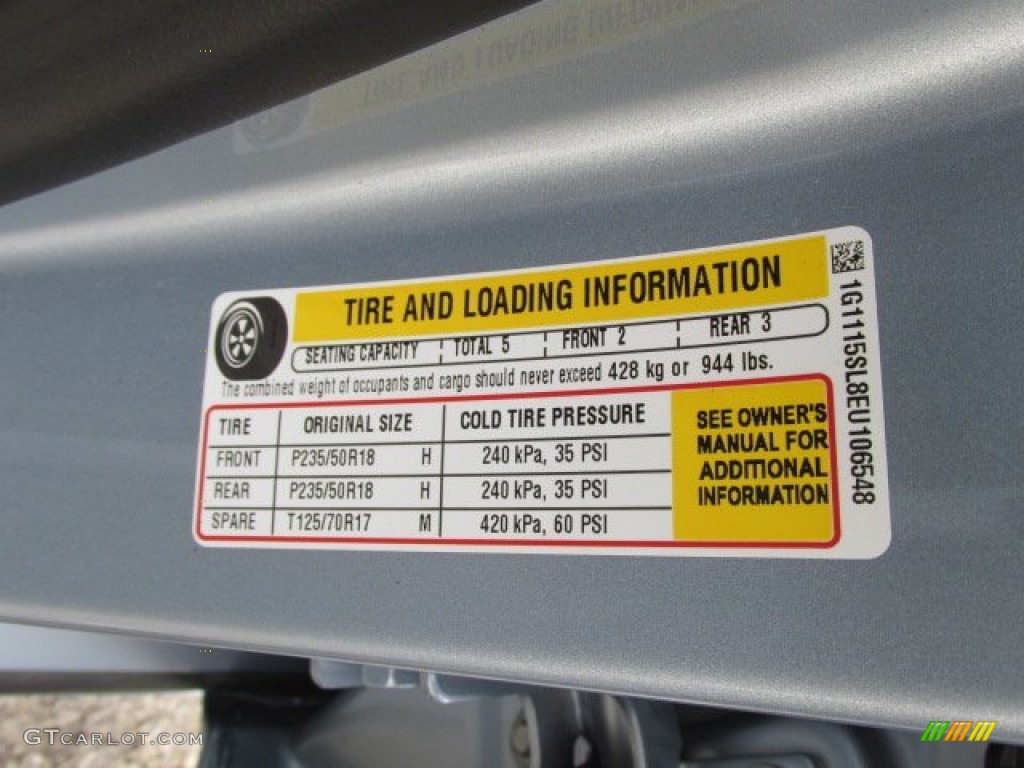 TIRE AND LOADING INFORMATION
SEATING CAPACITY TOTAL 5 FRONT 2 REAR 3
The combined weight of occupants and cargo should never exceed 428 kg or 944 lbs.
TIRE ORIGINAL SIZE COLD TIRE PRESSURE
FRONT P235/50R18 H 240 kPa, 35 PSI
REAR P235/50R18 H 240 kPa, 35 PSI
SPARE T125/70R17 M 420 kPa, 60 PSI
SEE OWNER'S
MANUAL FOR
ADDITIONAL
INFORMATION
1G1115SL8EU106548
GTCARLOT.COM